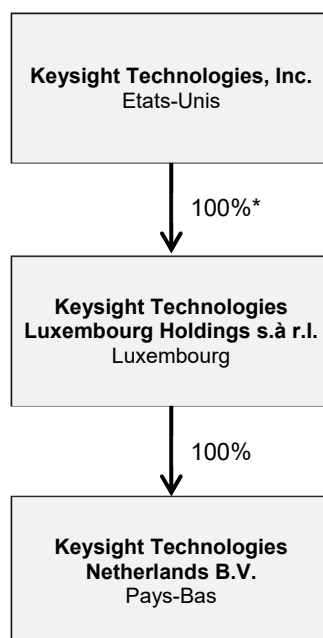 Keysight Technologies, Inc.
Etats-Unis
100%*
Keysight Technologies
Luxembourg Holdings s.à r.l.
Luxembourg
100%
Keysight Technologies
Netherlands B.V.
Pays-Bas